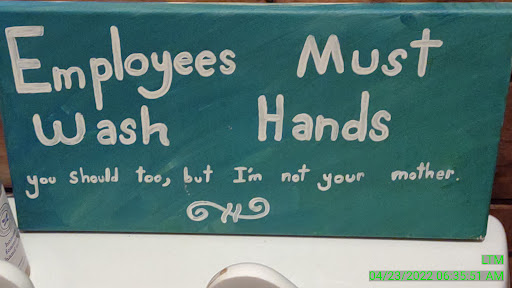 Employees Must
Wash Hands
you should too, but I'm not your mother.